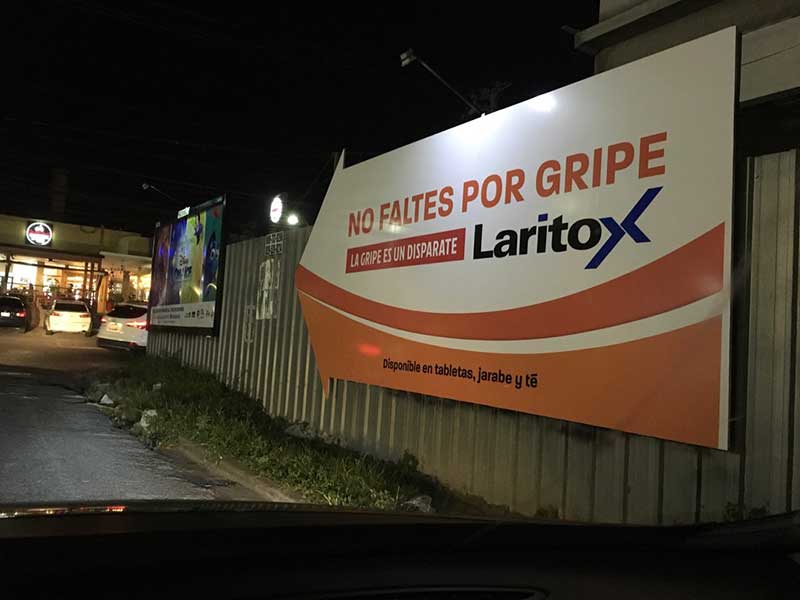 NO FALTES POR GRIPE
LA GRIPE ES UN DISPARATE Laritox
Disponible en tabletas, jarabe y té